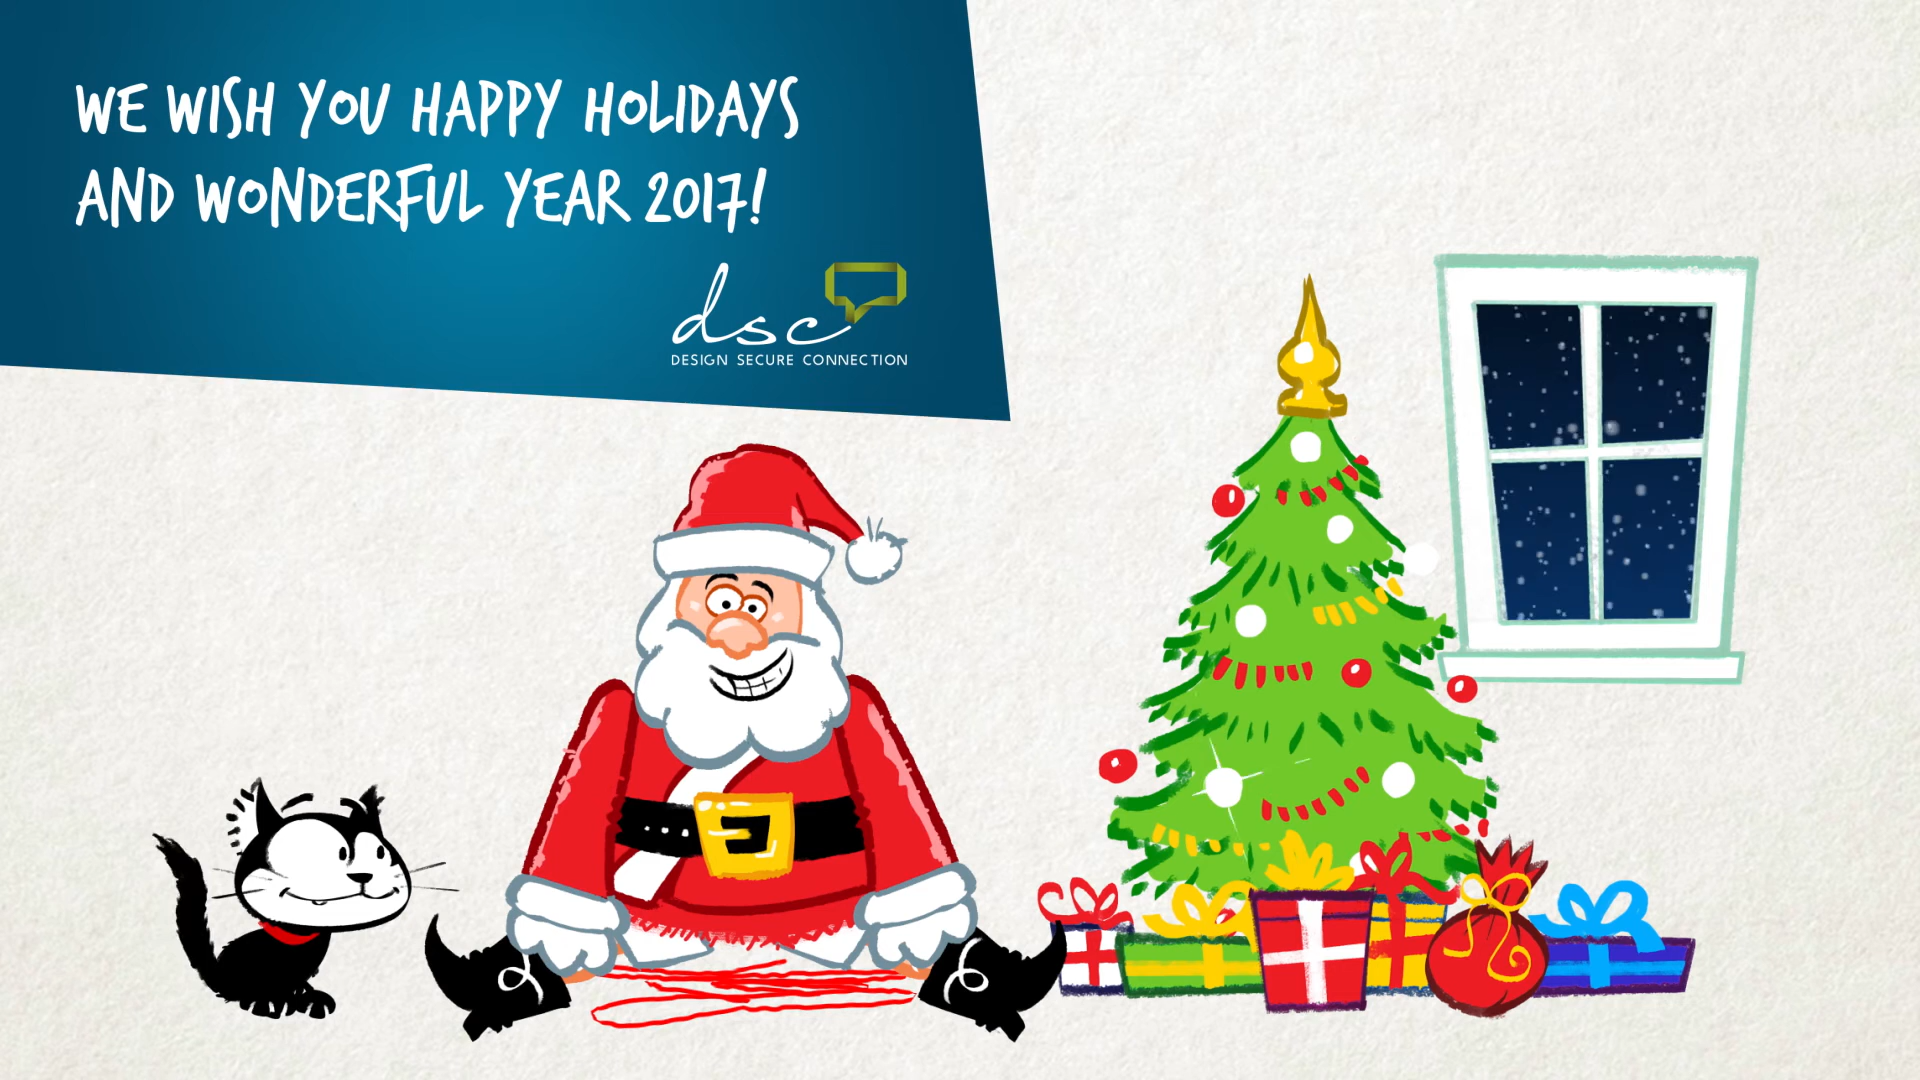 WE WISH YOU HAPPY HOLIDAYS
AND WONDERFUL YEAR 2017!
dsc
DESIGN SECURE CONNECTION